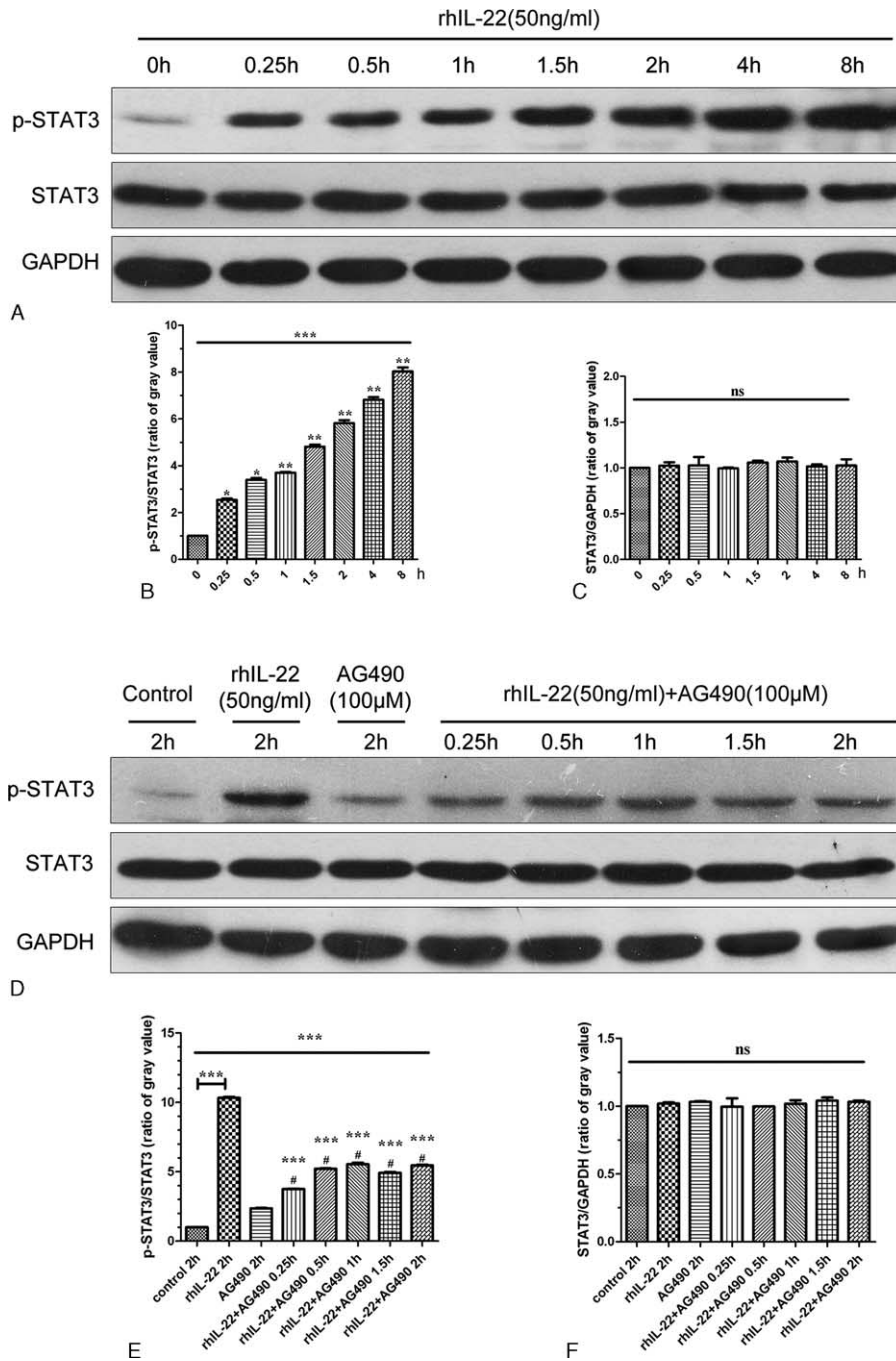 rhIL-22(50ng/ml)
0h 0.25h 0.5h 1h 1.5h 2h 4h 8h
p-STAT3
STAT3
GAPDH
A
p-STAT3/STAT3 (ratio of gray value)
10
8
6
4
2
0
***
* * ** ** ** ** **
0 0.25 0.5 1 1.5 2 4 8 h
B
STAT3/GAPDH (ratio of gray value)
2.0
1.5
1.0
0.5
0.0
ns
0 0.25 0.5 1 1.5 2 4 8 h
C
Control rhIL-22 (50ng/ml) AG490 (100μM) rhIL-22(50ng/ml)+AG490(100μM)
2h 2h 2h 0.25h 0.5h 1h 1.5h 2h
p-STAT3
STAT3
GAPDH
D
p-STAT3/STAT3 (ratio of gray value)
15
10
5
0
***
***
*** *** *** *** ***
# # # # #
control 2h
rhIL-22 2h
AG490 2h
rhIL-22+AG490 0.25h
rhIL-22+AG490 0.5h
rhIL-22+AG490 1h
rhIL-22+AG490 1.5h
rhIL-22+AG490 2h
E
STAT3/GAPDH (ratio of gray value)
1.5
1.0
0.5
0.0
ns
control 2h
rhIL-22 2h
AG490 2h
rhIL-22+AG490 0.25h
rhIL-22+AG490 0.5h
rhIL-22+AG490 1h
rhIL-22+AG490 1.5h
rhIL-22+AG490 2h
F